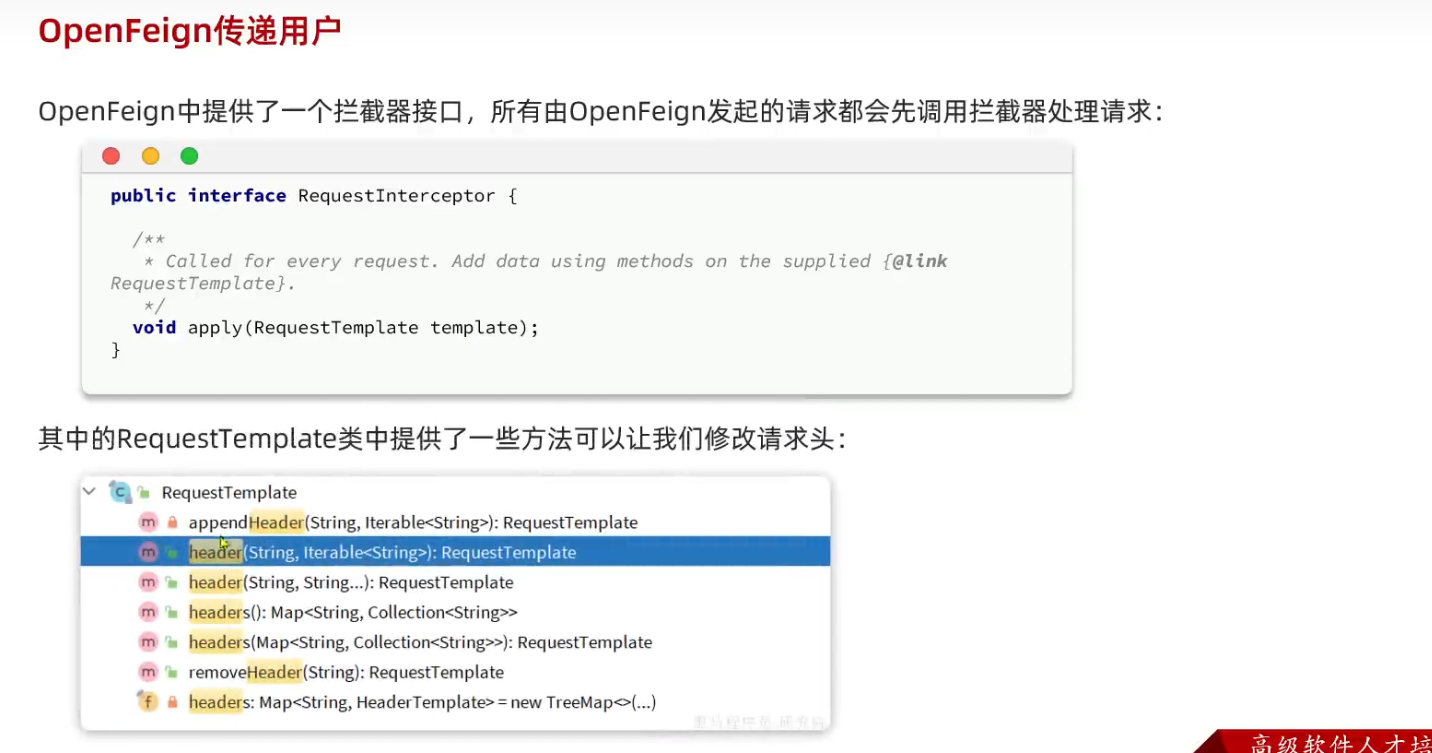 OpenFeign传递用户
OpenFeign中提供了一个拦截器接口，所有由OpenFeign发起的请求都会先调用拦截器处理请求：
public interface RequestInterceptor {
/**
* Called for every request. Add data using methods on the supplied {@link
RequestTemplate}.
*/
void apply(RequestTemplate template);
}
其中的RequestTemplate类中提供了一些方法可以让我们修改请求头：
RequestTemplate
appendHeader(String, Iterable<String>): RequestTemplate
header(String, Iterable<String>): RequestTemplate
header(String, String...): RequestTemplate
headers(): Map<String, Collection<String>>
headers(Map<String, Collection<String>>): RequestTemplate
removeHeader(String): RequestTemplate
headers: Map<String, HeaderTemplate> = new TreeMap<>(...)
黑马程序员-研究院
高级软件人才培